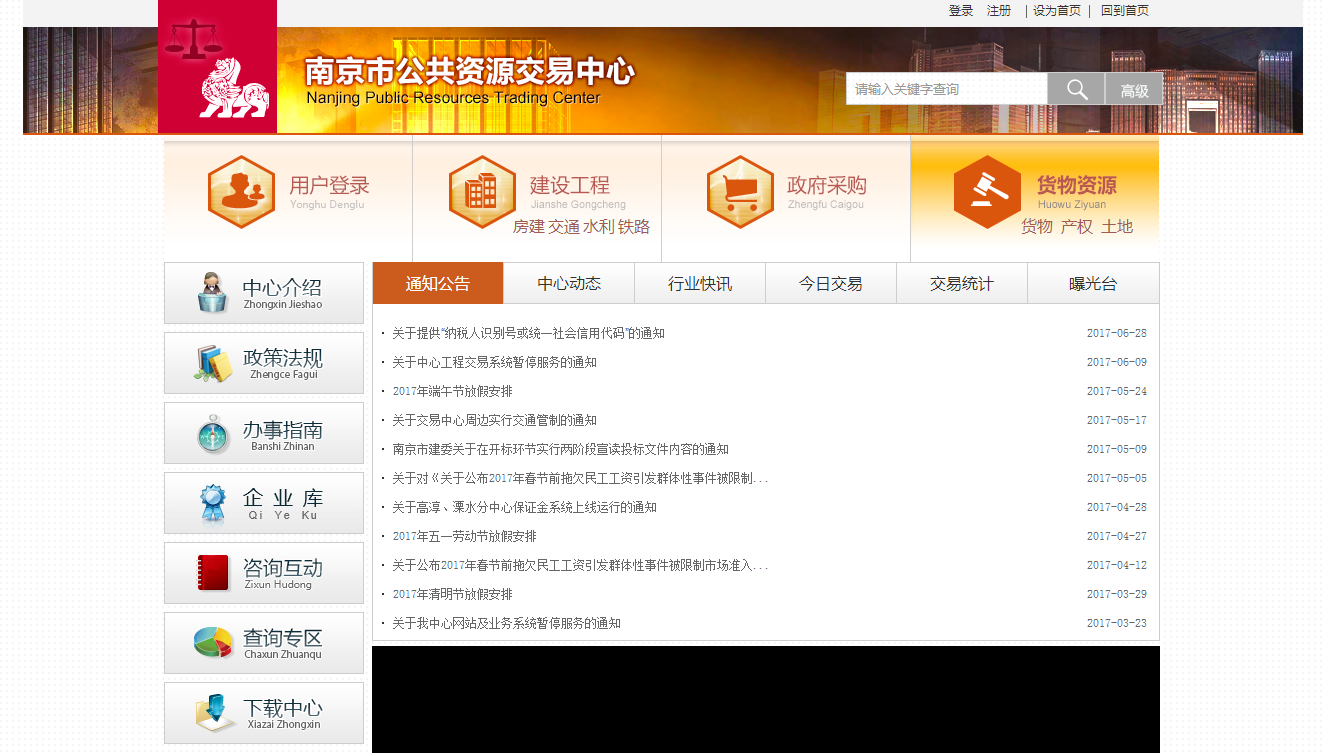 登录 注册 | 设为首页 | 回到首页
南京市公共资源交易中心
Nanjing Public Resources Trading Center
请输入关键字查询 高级
用户登录
Yonghu Denglu
建设工程
Jianshe Gongcheng
房建 交通 水利 铁路
政府采购
Zhengfu Caigou
货物资源
Huowu Ziyuan
货物 产权 土地
中心介绍
Zhongxin Jieshao
政策法规
Zhengce Fagui
办事指南
Banshi Zhinan
企业库
Qi Ye Ku
咨询互动
Zixun Hudong
查询专区
Chaxun Zhuanqu
下载中心
Xiazai Zhongxin
通知公告 中心动态 行业快讯 今日交易 交易统计 曝光台
· 关于提供“纳税人识别号或统一社会信用代码”的通知 2017-06-28
· 关于中心工程交易系统暂停服务的通知 2017-06-09
· 2017年端午节放假安排 2017-05-24
· 关于交易中心周边实行交通管制的通知 2017-05-17
· 南京市建委关于在开标环节实行两阶段宣读投标文件内容的通知 2017-05-09
· 关于对《关于公布2017年春节前拖欠民工工资引发群体性事件被限制... 2017-05-05
· 关于高淳、溧水分中心保证金系统上线运行的通知 2017-04-28
· 2017年五一劳动节放假安排 2017-04-27
· 关于公布2017年春节前拖欠民工工资引发群体性事件被限制市场准入... 2017-04-12
· 2017年清明节放假安排 2017-03-29
· 关于我中心网站及业务系统暂停服务的通知 2017-03-23